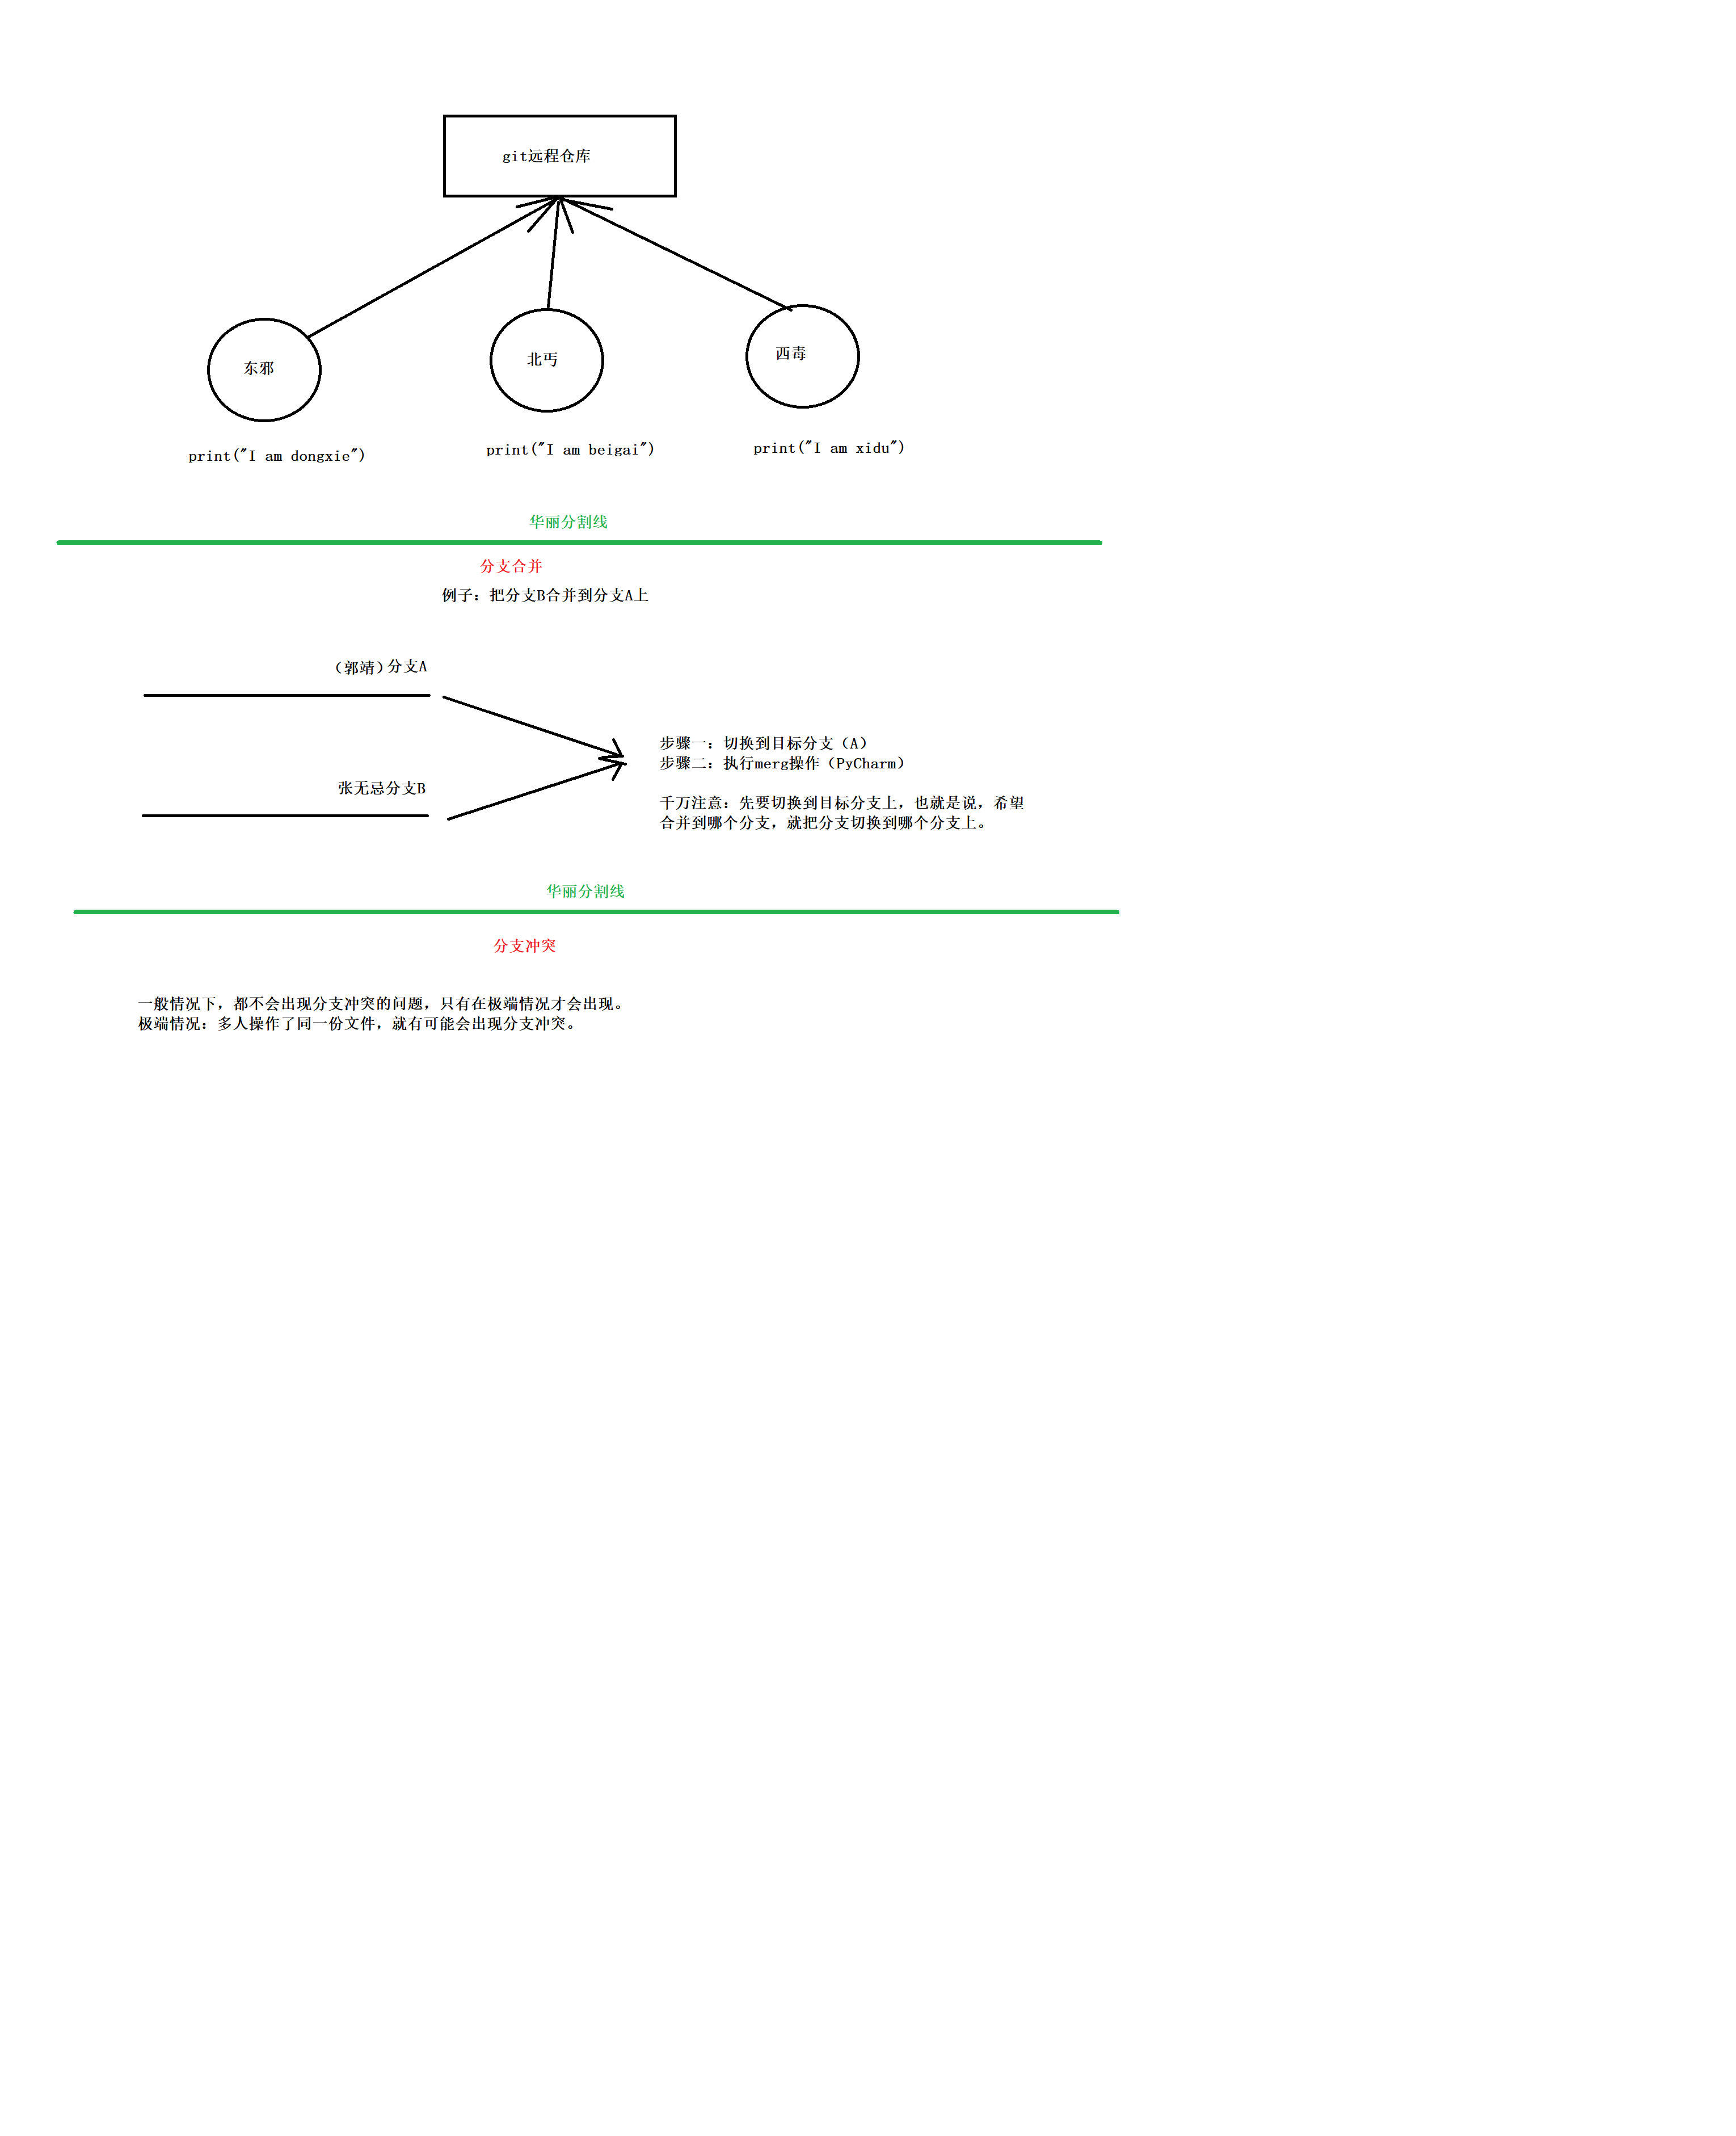 git远程仓库
东邪
北丐
西毒
print("I am dongxie")
print("I am beigai")
print("I am xidu")
华丽分割线
分支合并
例子：把分支B合并到分支A上
（郭靖）分支A
步骤一：切换到目标分支（A）
步骤二：执行merg操作（PyCharm）
张无忌分支B
千万注意：先要切换到目标分支上，也就是说，希望
合并到哪个分支，就把分支切换到哪个分支上。
华丽分割线
分支冲突
一般情况下，都不会出现分支冲突的问题，只有在极端情况才会出现。
极端情况：多人操作了同一份文件，就有可能会出现分支冲突。